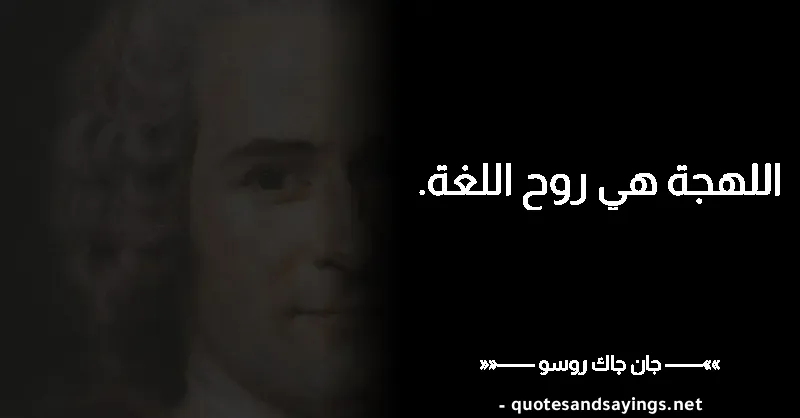 اللهجة هي روح اللغة.
»»—— جان جاك روسو ——««
- quotesandsayings.net